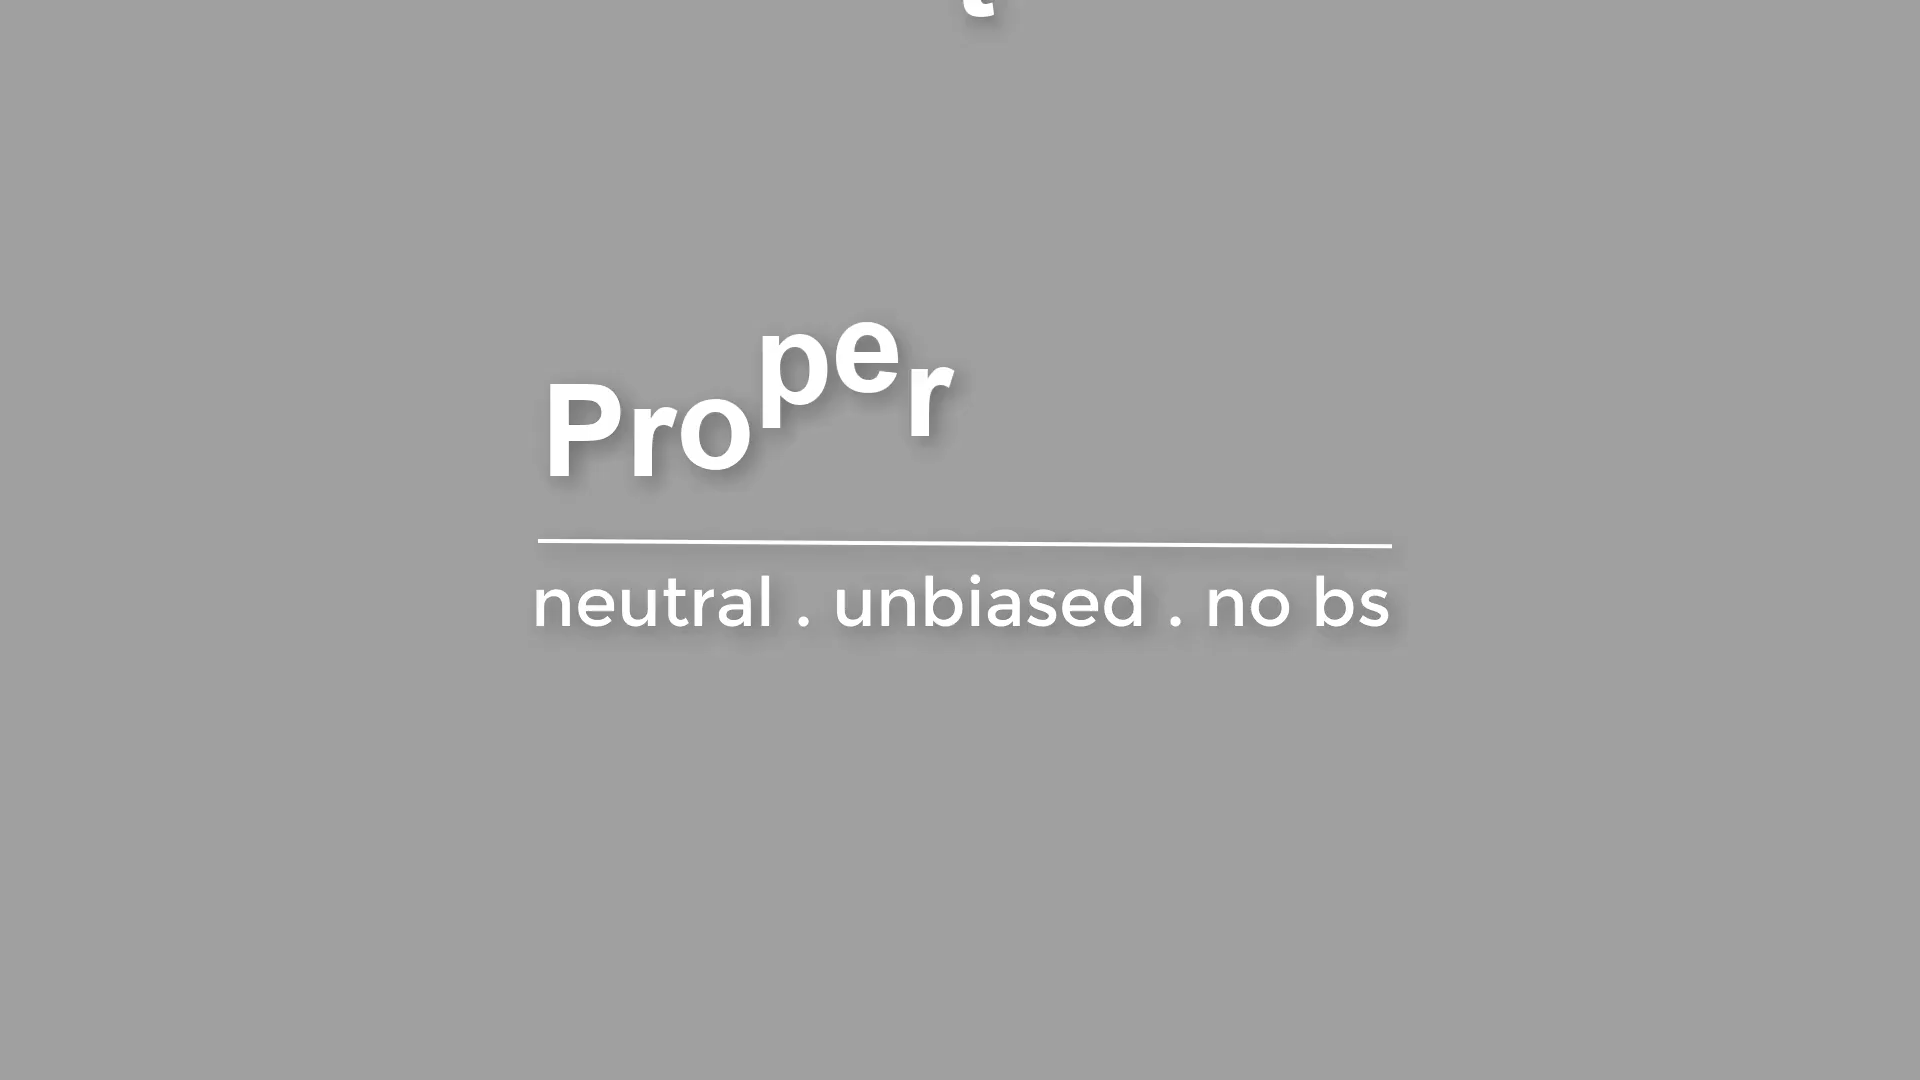 Proper
neutral . unbiased . no bs